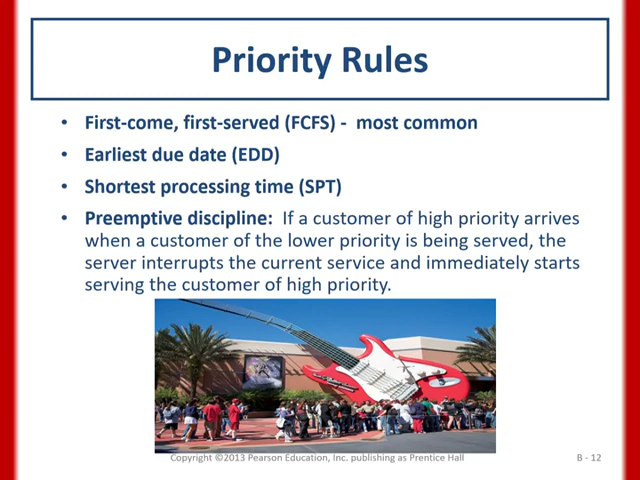 Priority Rules
• First-come, first-served (FCFS) - most common
• Earliest due date (EDD)
• Shortest processing time (SPT)
• Preemptive discipline: If a customer of high priority arrives
when a customer of the lower priority is being served, the
server interrupts the current service and immediately starts
serving the customer of high priority.
Copyright ©2013 Pearson Education, Inc. publishing as Prentice Hall
B - 12